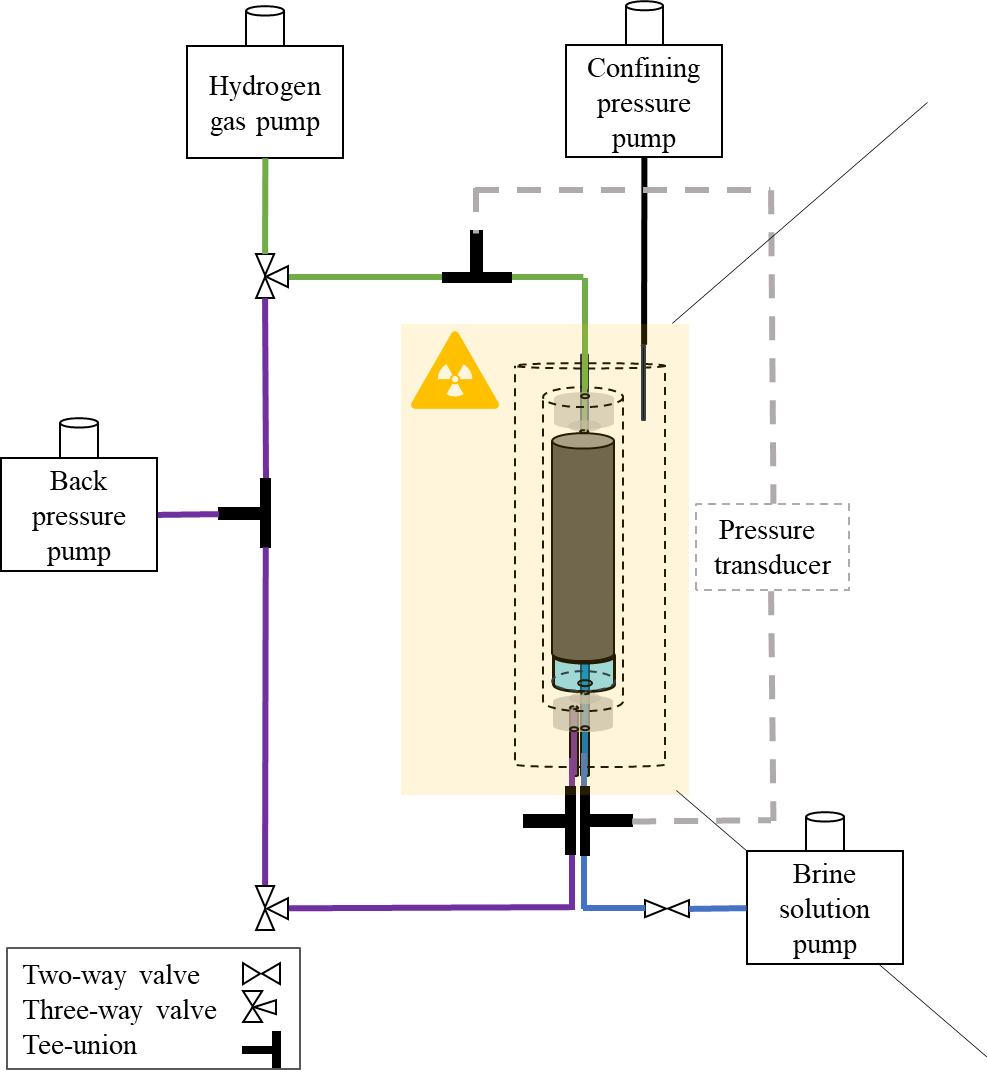 Hydrogen
gas pump
Confining
pressure
pump
Back
pressure
pump
Pressure
transducer
Brine
solution
pump
Two-way valve
Three-way valve
Tee-union